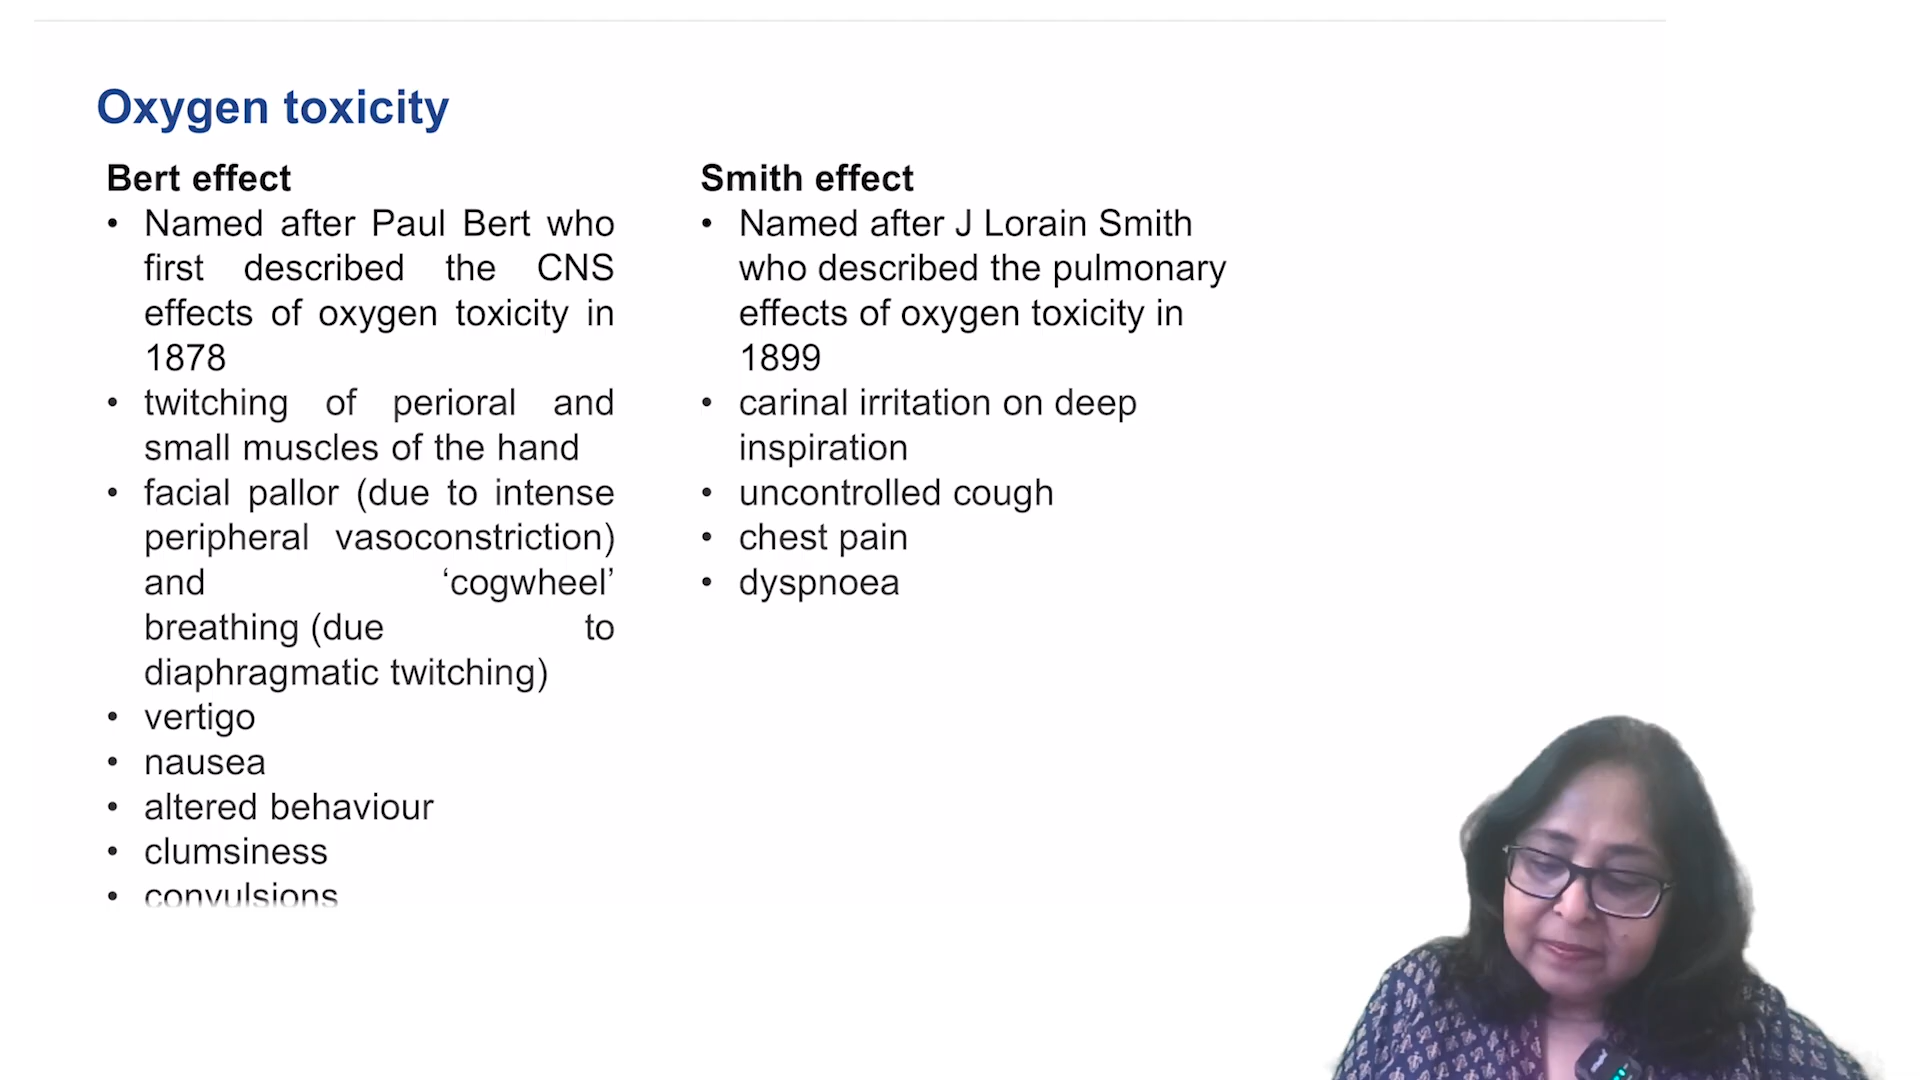 Oxygen toxicity
Bert effect
• Named after Paul Bert who
first described the CNS
effects of oxygen toxicity in
1878
• twitching of perioral and
small muscles of the hand
• facial pallor (due to intense
peripheral vasoconstriction)
and ‘cogwheel’
breathing (due to
diaphragmatic twitching)
• vertigo
• nausea
• altered behaviour
• clumsiness
• convulsions
Smith effect
• Named after J Lorain Smith
who described the pulmonary
effects of oxygen toxicity in
1899
• carinal irritation on deep
inspiration
• uncontrolled cough
• chest pain
• dyspnoea